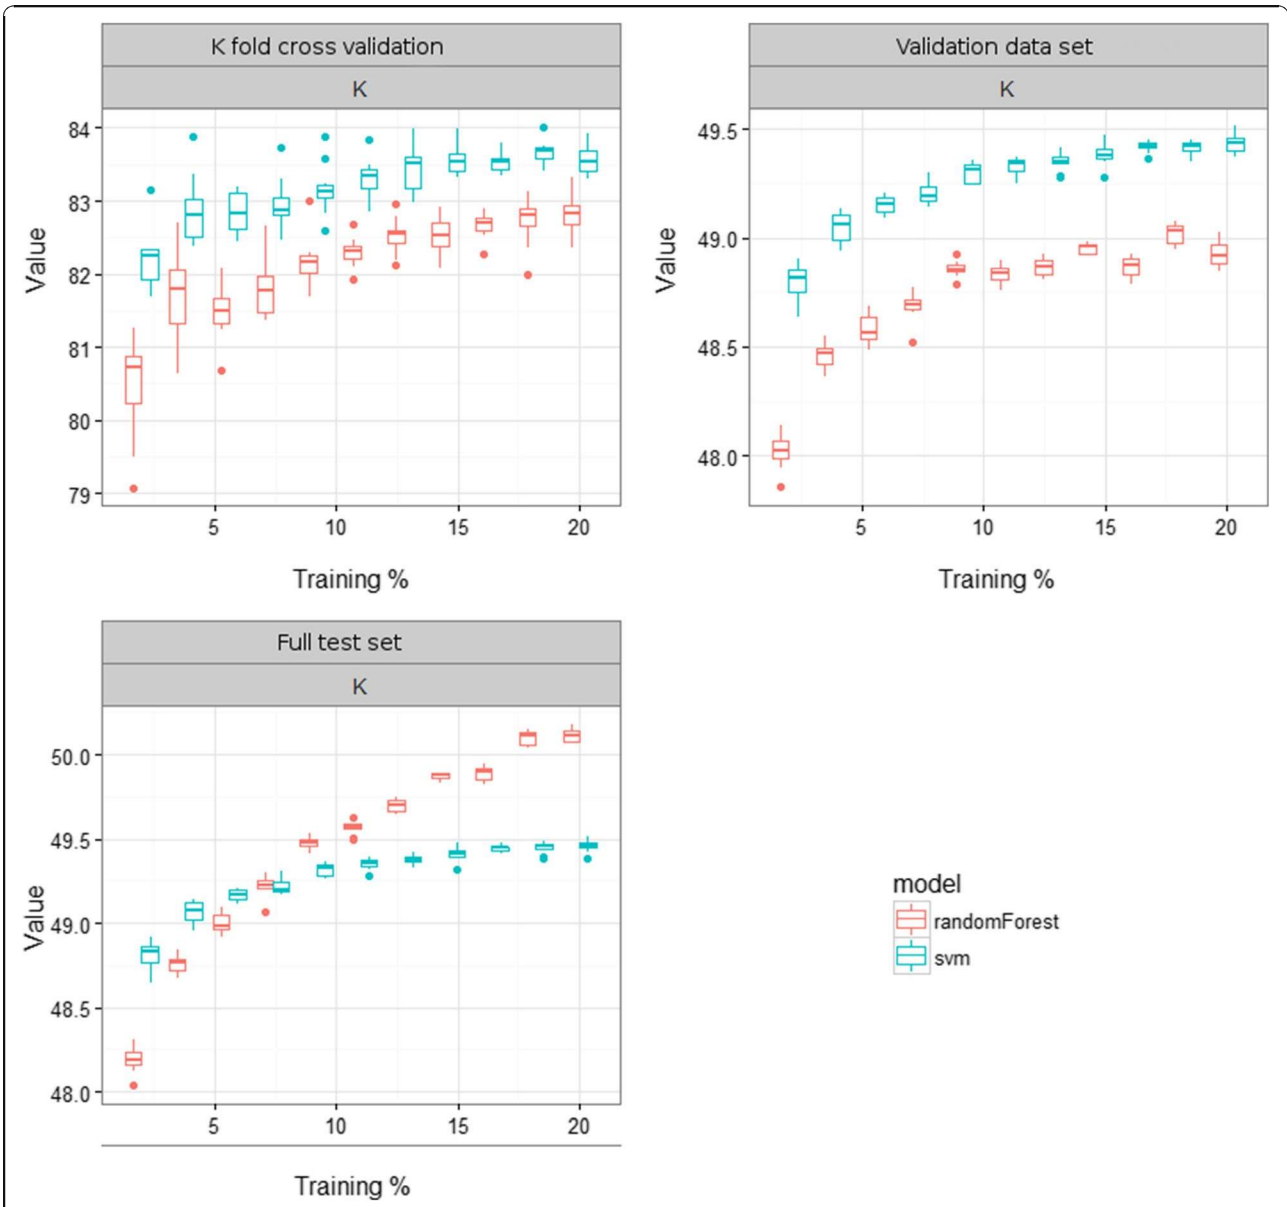 K fold cross validation
K
84
83
82
81
80
79
Value
5 10 15 20
Training %
Validation data set
K
49.5
49.0
48.5
48.0
Value
5 10 15 20
Training %
Full test set
K
50.0
49.5
49.0
48.5
48.0
Value
5 10 15 20
Training %
model
randomForest
svm